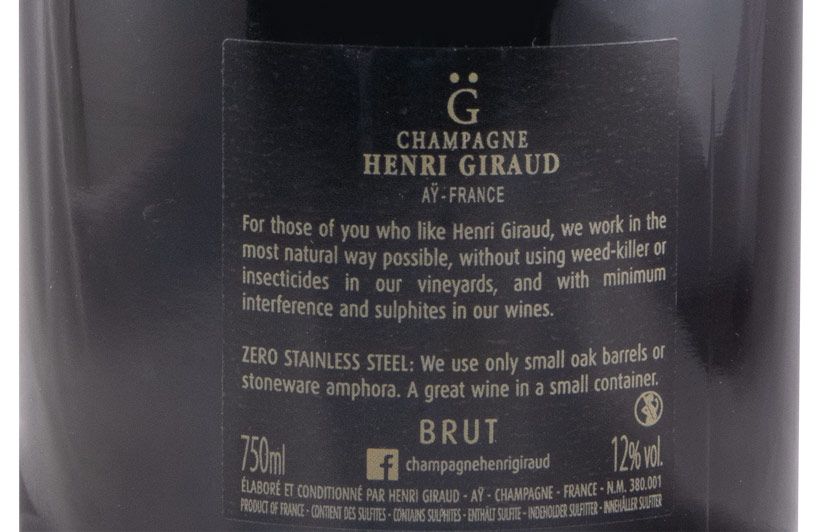 G̈
CHAMPAGNE
HENRI GIRAUD
AŸ - FRANCE
For those of you who like Henri Giraud, we work in the
most natural way possible, without using weed-killer or
insecticides in our vineyards, and with minimum
interference and sulphites in our wines.
ZERO STAINLESS STEEL: We use only small oak barrels or
stoneware amphora. A great wine in a small container.
BRUT
750ml
champagnehenrigiraud
12% vol.
ÉLABORÉ ET CONDITIONNÉ PAR HENRI GIRAUD - AŸ - CHAMPAGNE - FRANCE - N.M. 380.001
PRODUCT OF FRANCE - CONTIENT DES SULFITES - CONTAINS SULPHITES - ENTHÄLT SULFITE - INDEHOLDER SULFITTER - INNEHÅLLER SULFITER